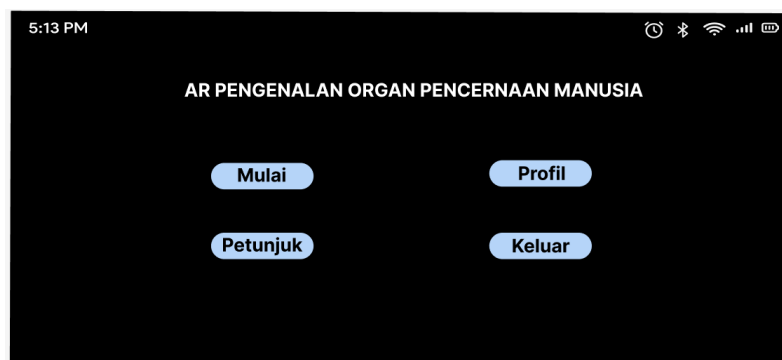 5:13 PM
AR PENGENALAN ORGAN PENCERNAAN MANUSIA
Mulai
Profil
Petunjuk
Keluar